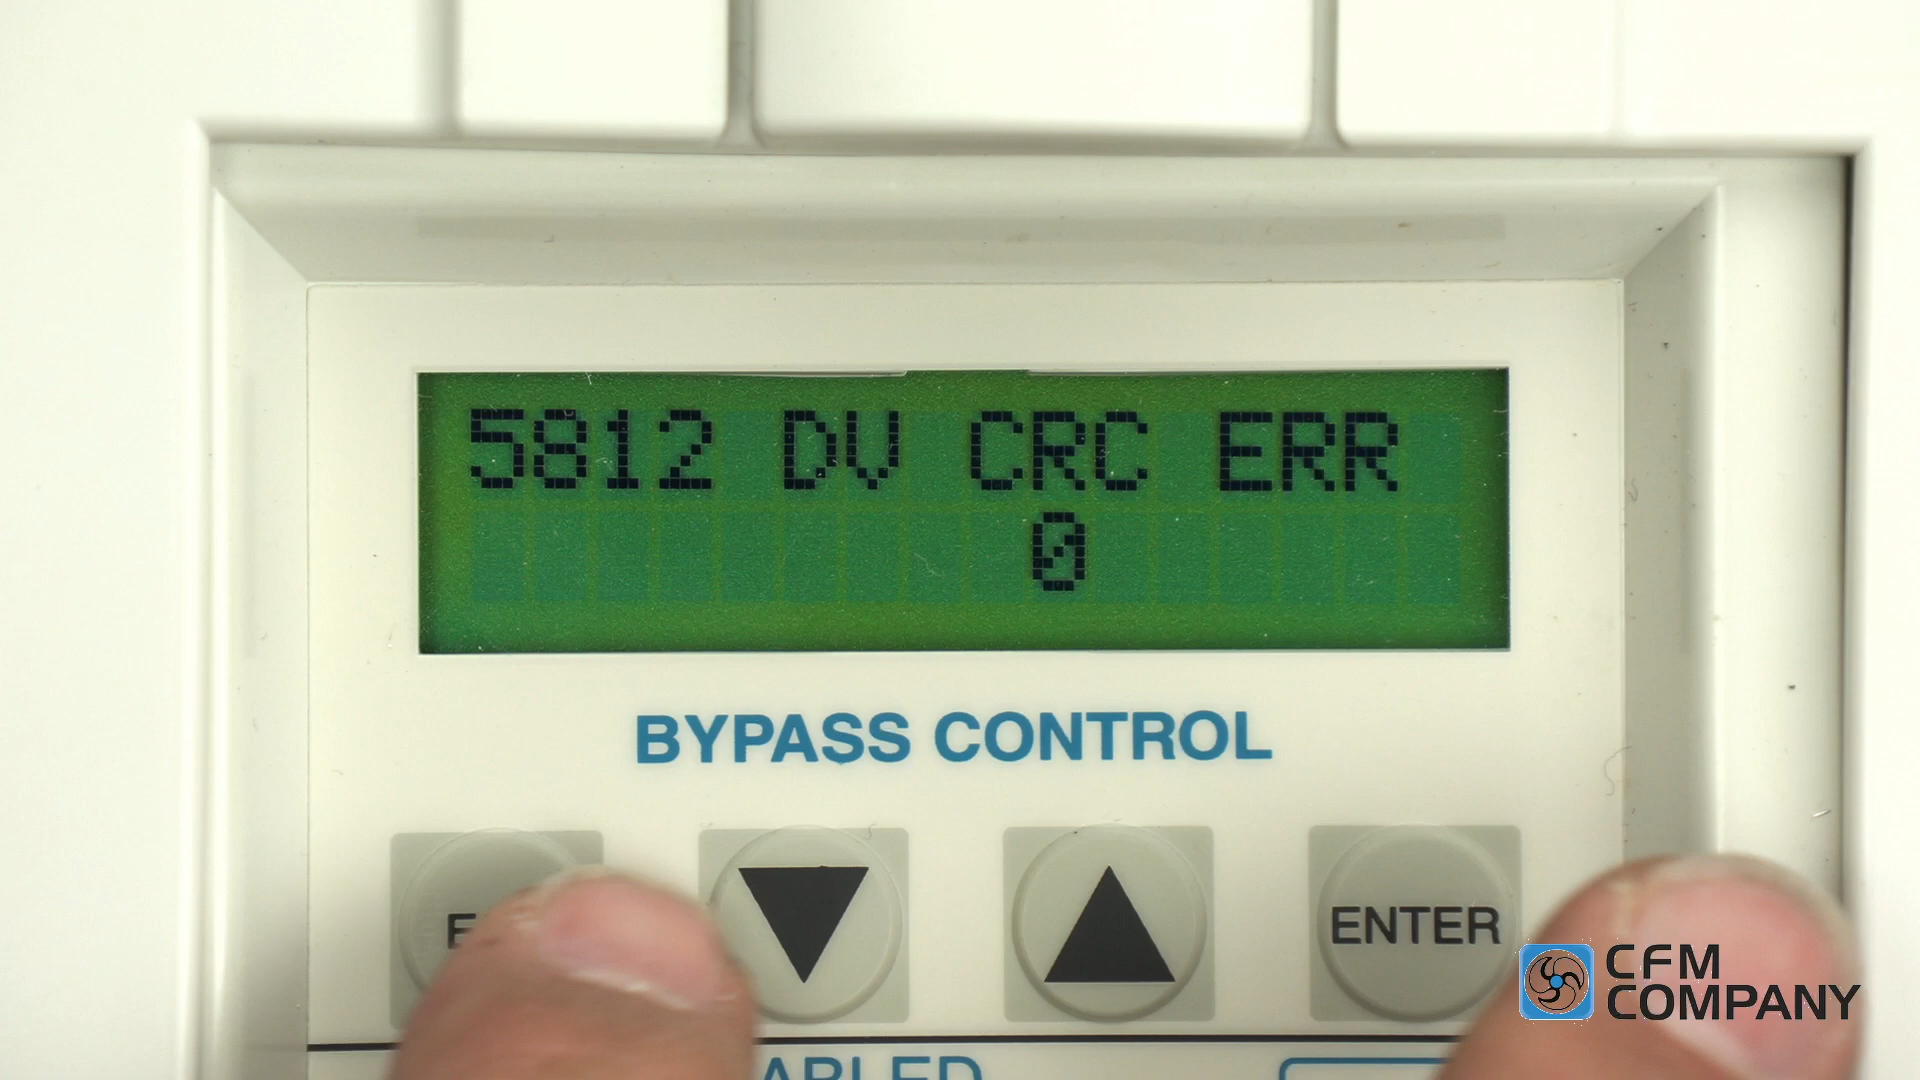 5812 DV CRC ERR
0
BYPASS CONTROL
ENTER
CFM
COMPANY